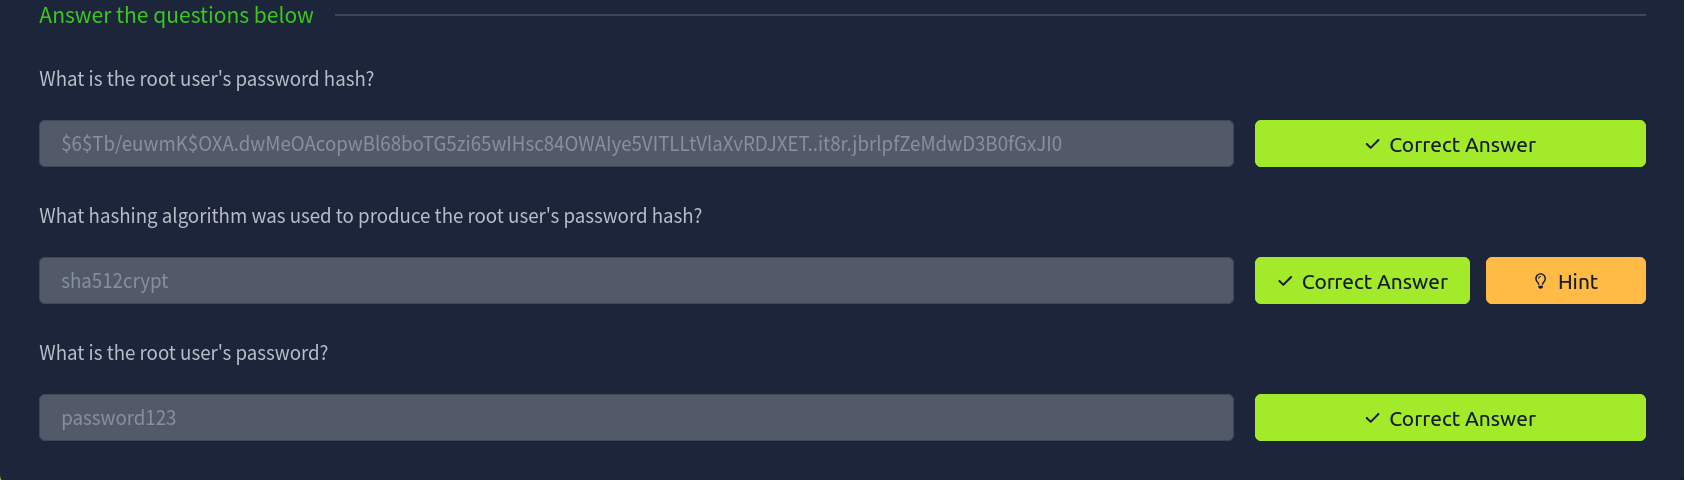 Answer the questions below
What is the root user's password hash?
$6$Tb/euwmK$OXA.dwMeOAcopwBl68boTG5zi65wIHsc84OWAIye5VITLLtVlaXvRDJXET..it8r.jbrlpfZeMdwD3B0fGxJI0
Correct Answer
What hashing algorithm was used to produce the root user's password hash?
sha512crypt
Correct Answer
Hint
What is the root user's password?
password123
Correct Answer